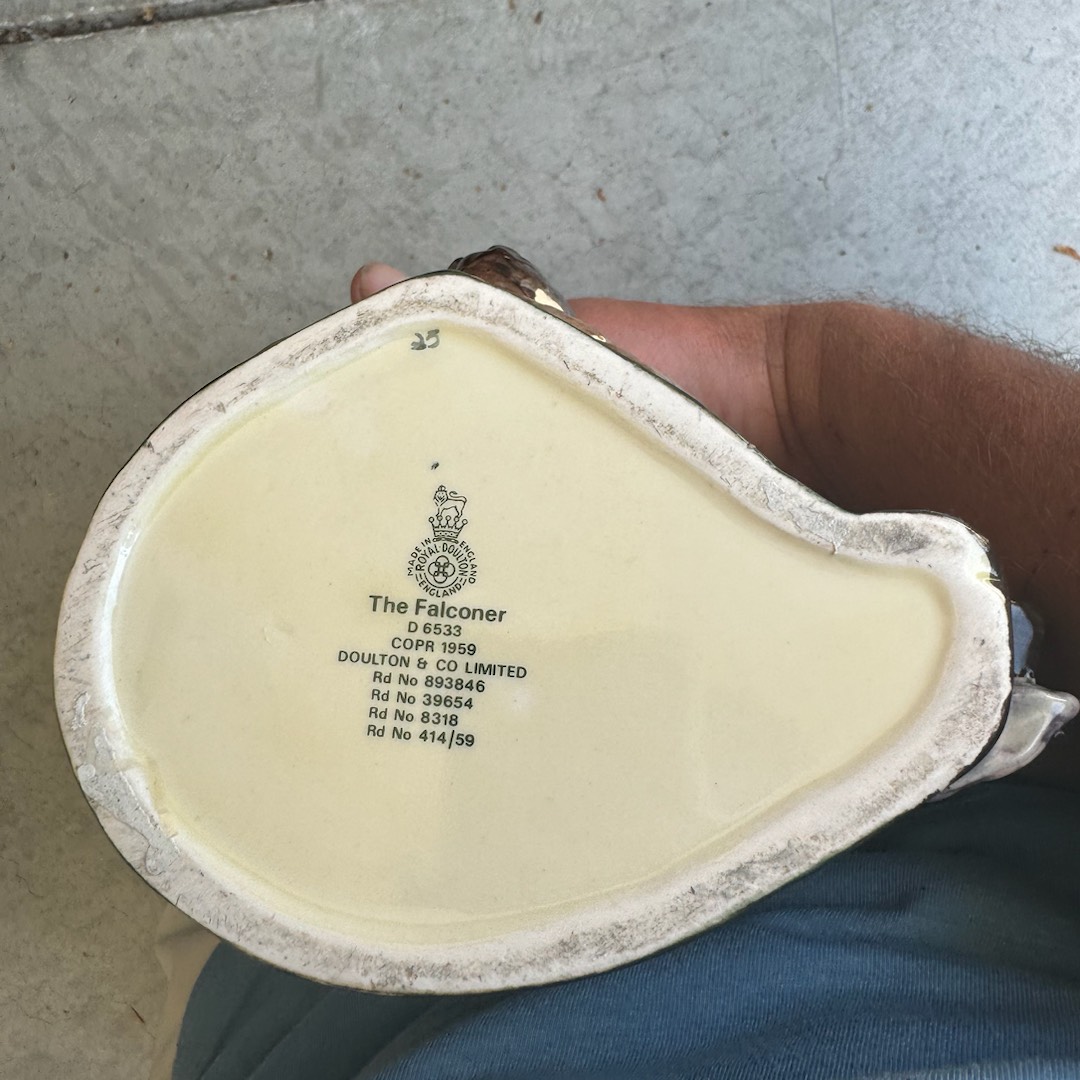 25
MADE IN ENGLAND
ROYAL DOULTON
ENGLAND
The Falconer
D 6533
COPR 1959
DOULTON & CO LIMITED
Rd No 893846
Rd No 39654
Rd No 8318
Rd No 414/59